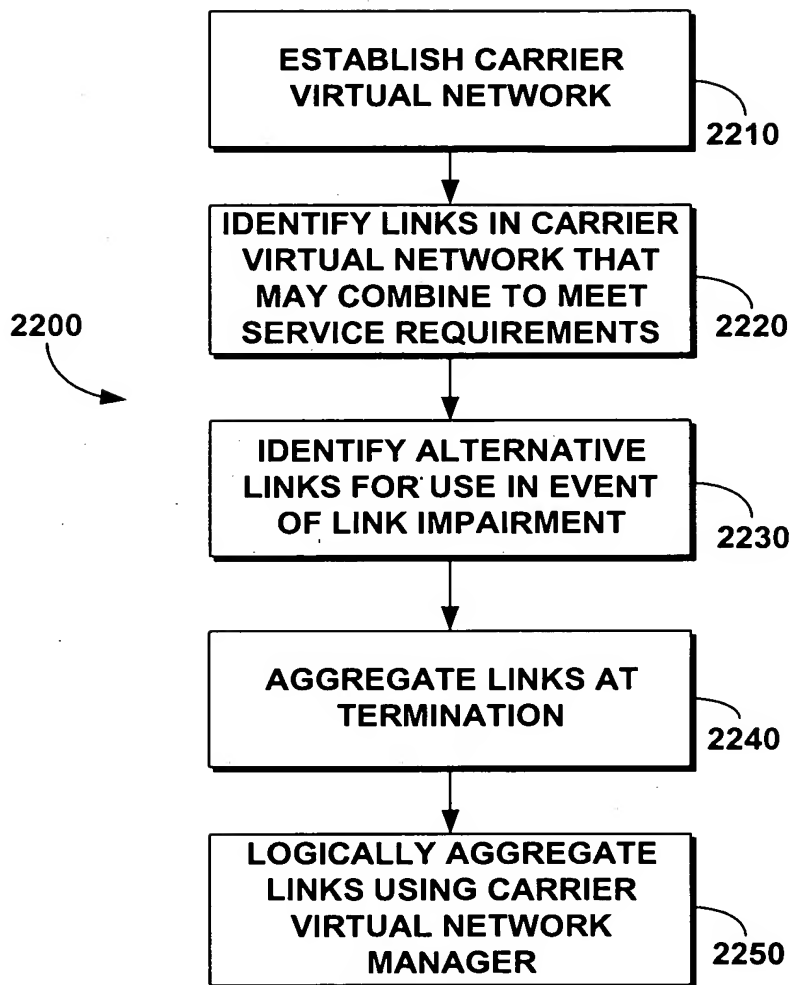 ESTABLISH CARRIER
VIRTUAL NETWORK
2210
IDENTIFY LINKS IN CARRIER
VIRTUAL NETWORK THAT
MAY COMBINE TO MEET
SERVICE REQUIREMENTS
2220
2200
IDENTIFY ALTERNATIVE
LINKS FOR USE IN EVENT
OF LINK IMPAIRMENT
2230
AGGREGATE LINKS AT
TERMINATION
2240
LOGICALLY AGGREGATE
LINKS USING CARRIER
VIRTUAL NETWORK
MANAGER
2250